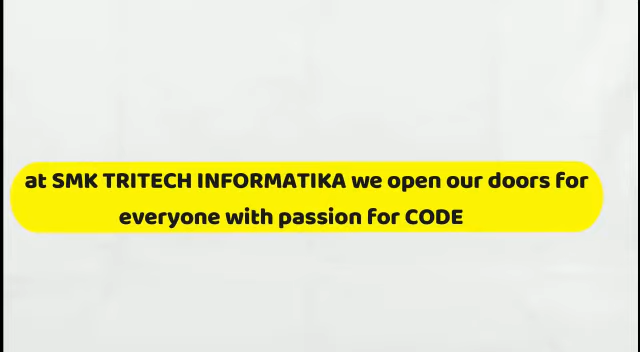 at SMK TRITECH INFORMATIKA we open our doors for
everyone with passion for CODE